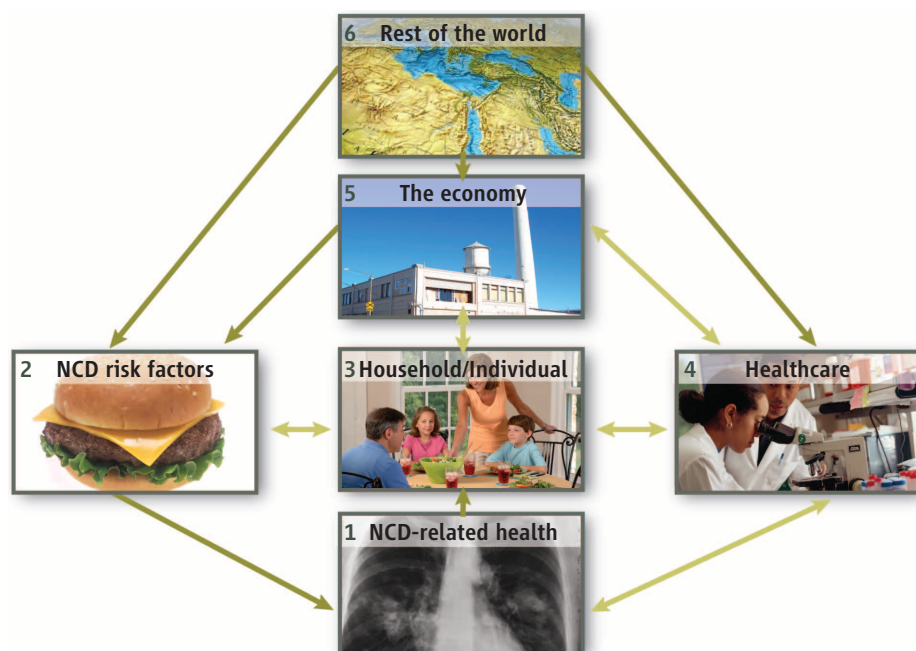 6 Rest of the world
5 The economy
2 NCD risk factors
3 Household/Individual
4 Healthcare
1 NCD-related health